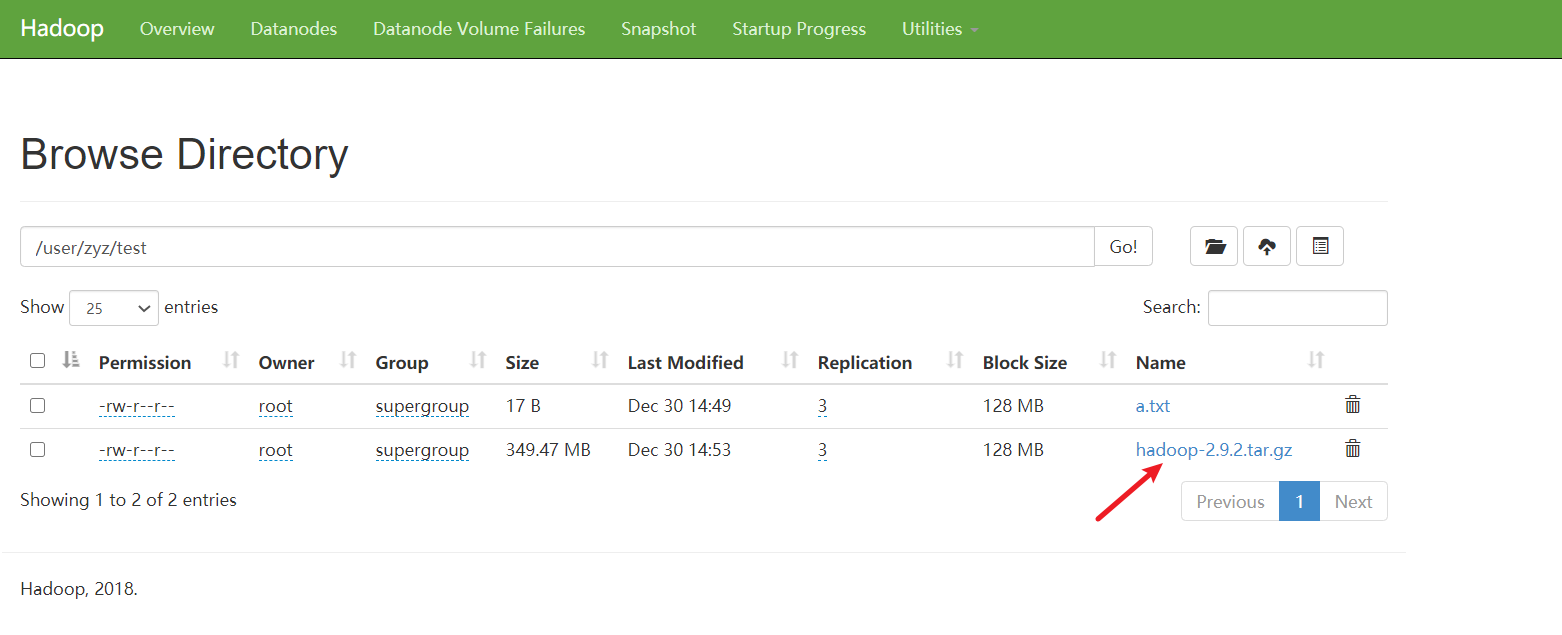 Hadoop Overview Datanodes Datanode Volume Failures Snapshot Startup Progress Utilities
Browse Directory
/user/zyz/test Go!
Show 25 entries Search:
Permission Owner Group Size Last Modified Replication Block Size Name
-rw-r--r-- root supergroup 17 B Dec 30 14:49 3 128 MB a.txt
-rw-r--r-- root supergroup 349.47 MB Dec 30 14:53 3 128 MB hadoop-2.9.2.tar.gz
Showing 1 to 2 of 2 entries Previous 1 Next
Hadoop, 2018.